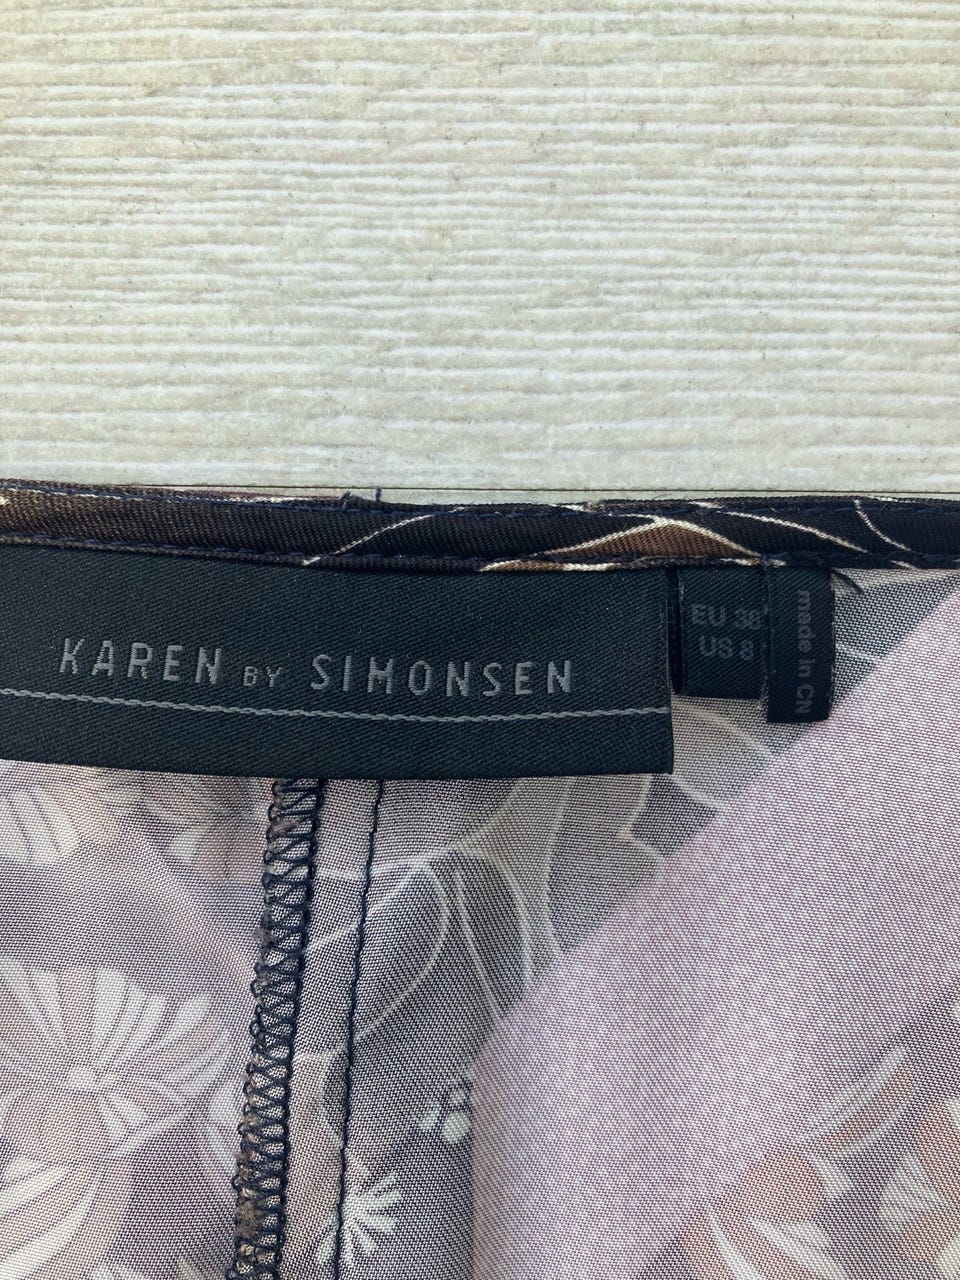 KAREN BY SIMONSEN
EU 38
US 8
made in CN